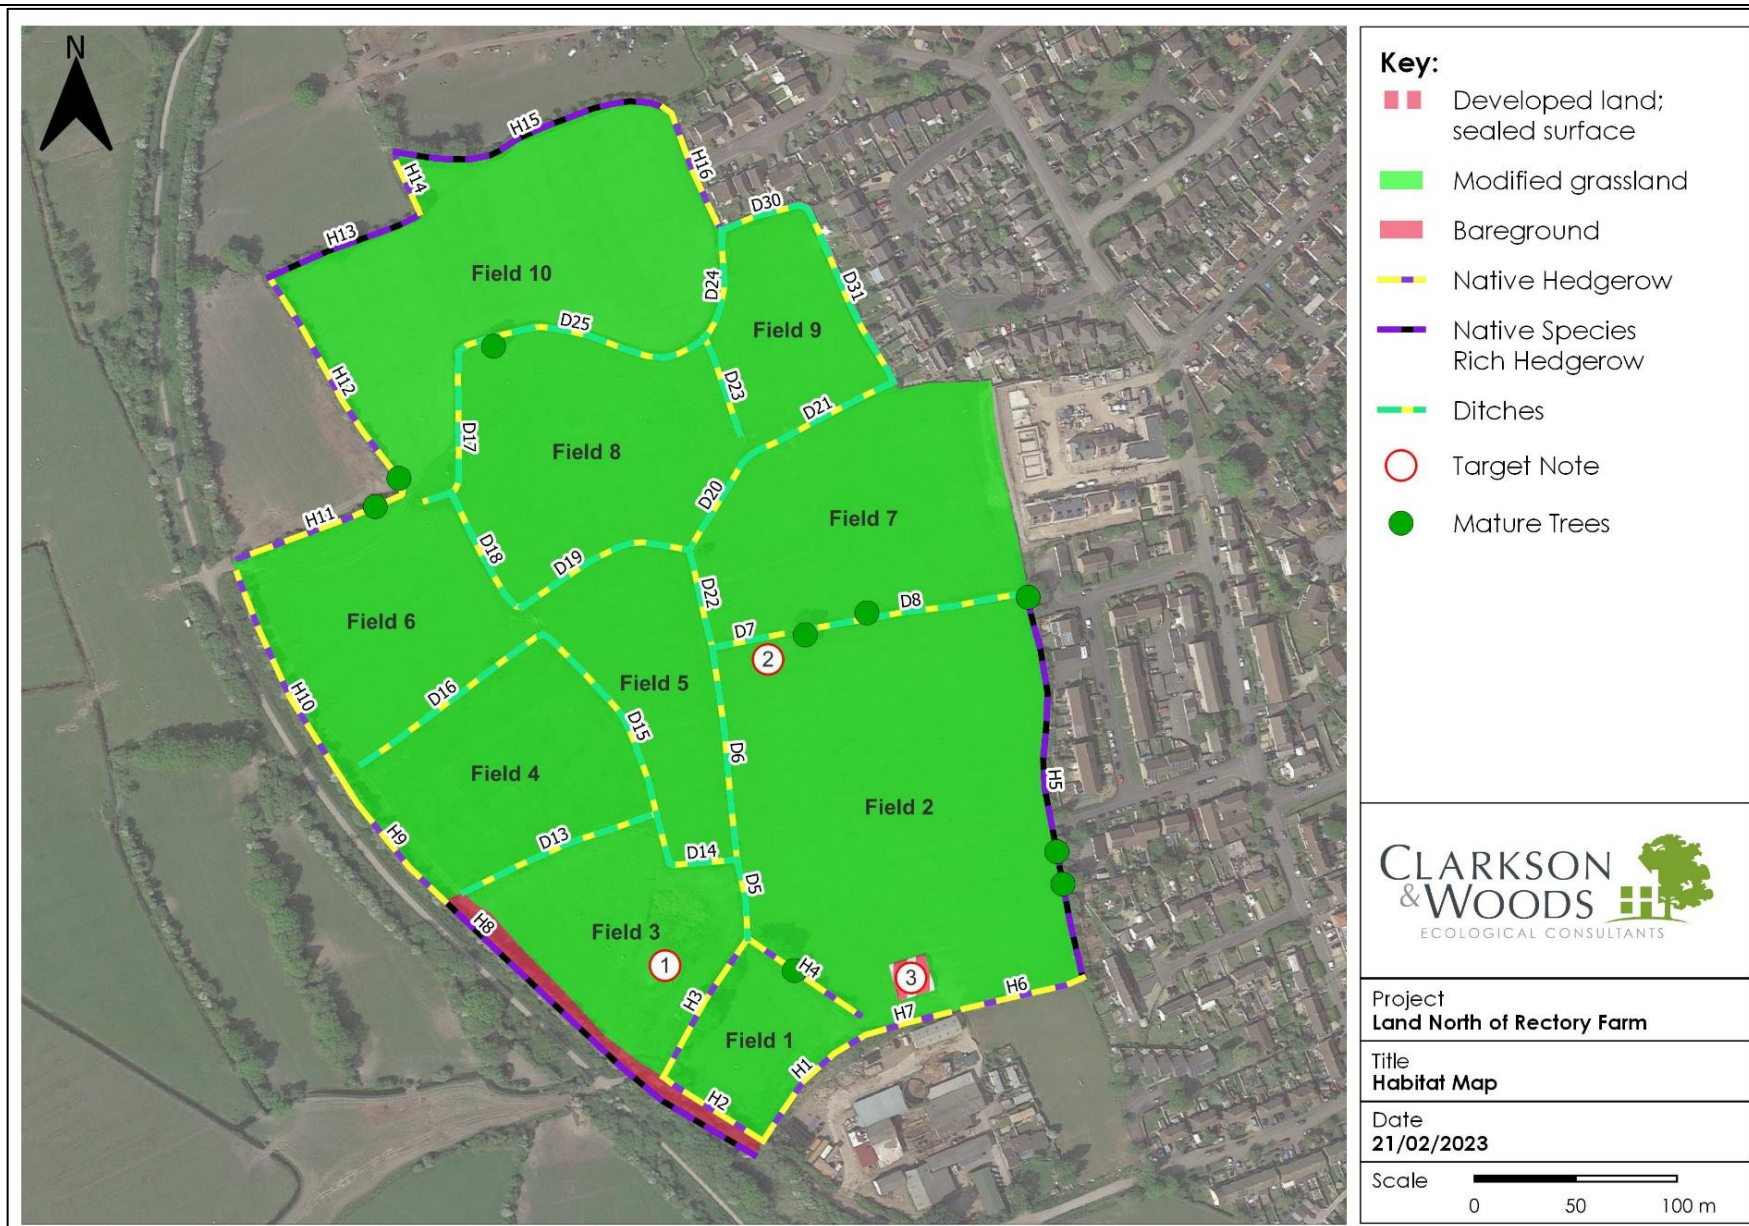 N
H15
H14
H16
H13
D30
Field 10
D24
D31
D25
Field 9
H12
D23
D21
D17
Field 8
D20
H11
Field 7
D18
D19
D22
D8
Field 6
D7
2
D16
Field 5
H10
D15
D6
Field 4
H5
Field 2
H9
D13
D14
D5
H8
Field 3
1
H4
3
H3
H6
H7
Field 1
H1
H2
Key:
Developed land;
sealed surface
Modified grassland
Bareground
Native Hedgerow
Native Species
Rich Hedgerow
Ditches
Target Note
Mature Trees
CLARKSON
& WOODS
ECOLOGICAL CONSULTANTS
Project
Land North of Rectory Farm
Title
Habitat Map
Date
21/02/2023
Scale
0 50 100 m